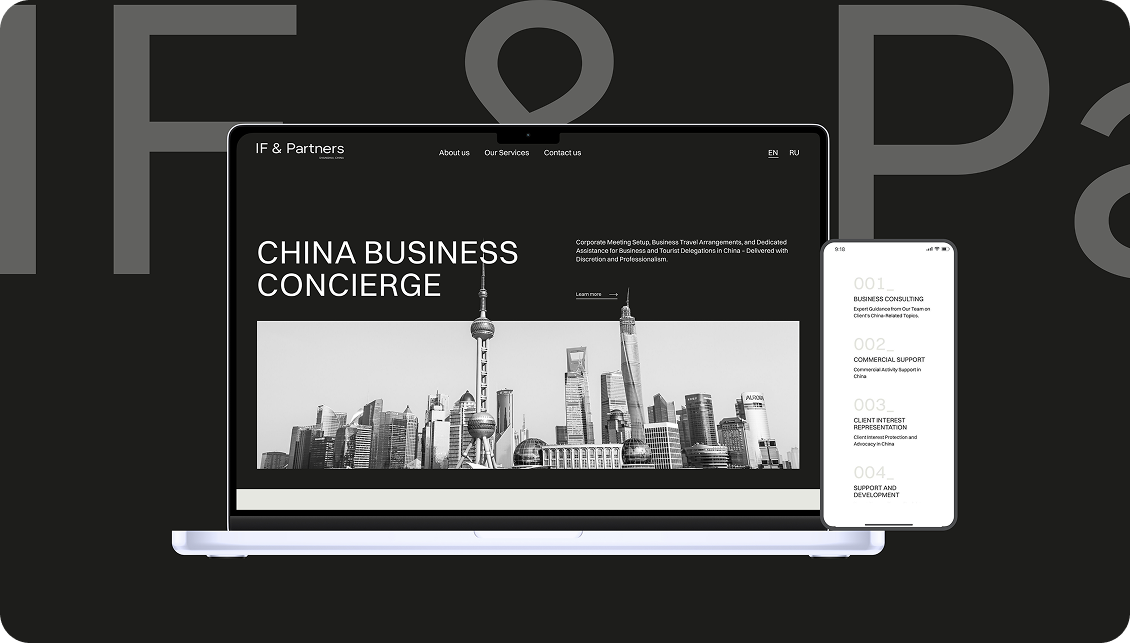 IF & Pa
IF & Partners
SHANGHAI, CHINA
About us Our Services Contact us
EN RU
CHINA BUSINESS
CONCIERGE
Corporate Meeting Setup, Business Travel Arrangements, and Dedicated
Assistance for Business and Tourist Delegations in China – Delivered with
Discretion and Professionalism.
Learn more
AURORA
9:18
001_
BUSINESS CONSULTING
Expert Guidance from Our Team on
Client's China-Related Topics.
002_
COMMERCIAL SUPPORT
Commercial Activity Support in
China
003_
CLIENT INTEREST
REPRESENTATION
Client Interest Protection and
Advocacy in China
004_
SUPPORT AND
DEVELOPMENT